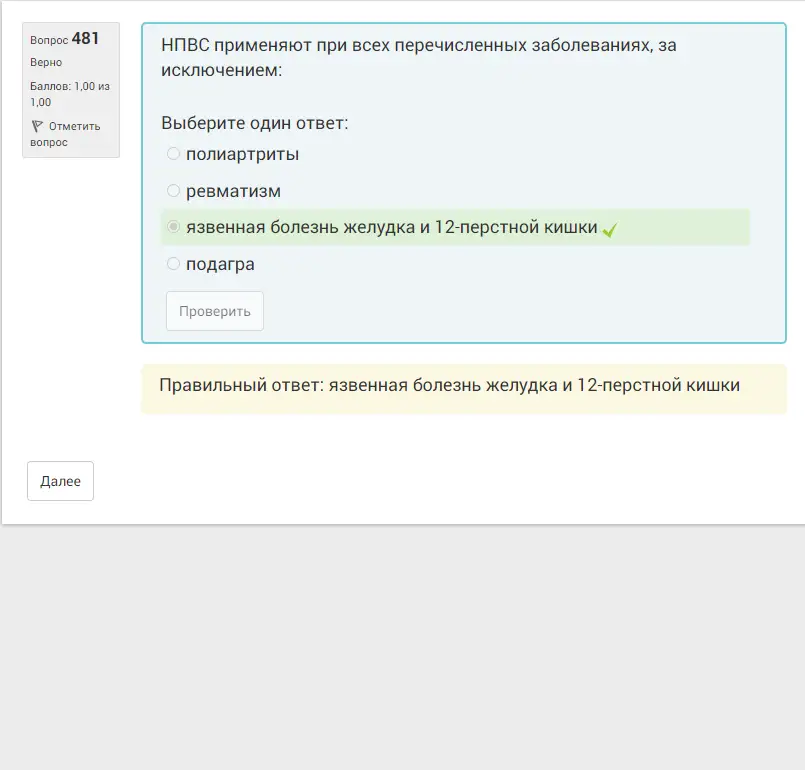 Вопрос 481
Верно
Баллов: 1,00 из
1,00
Отметить
вопрос
НПВС применяют при всех перечисленных заболеваниях, за
исключением:
Выберите один ответ:
полиартриты
ревматизм
язвенная болезнь желудка и 12-перстной кишки
подагра
Проверить
Правильный ответ: язвенная болезнь желудка и 12-перстной кишки
Далее